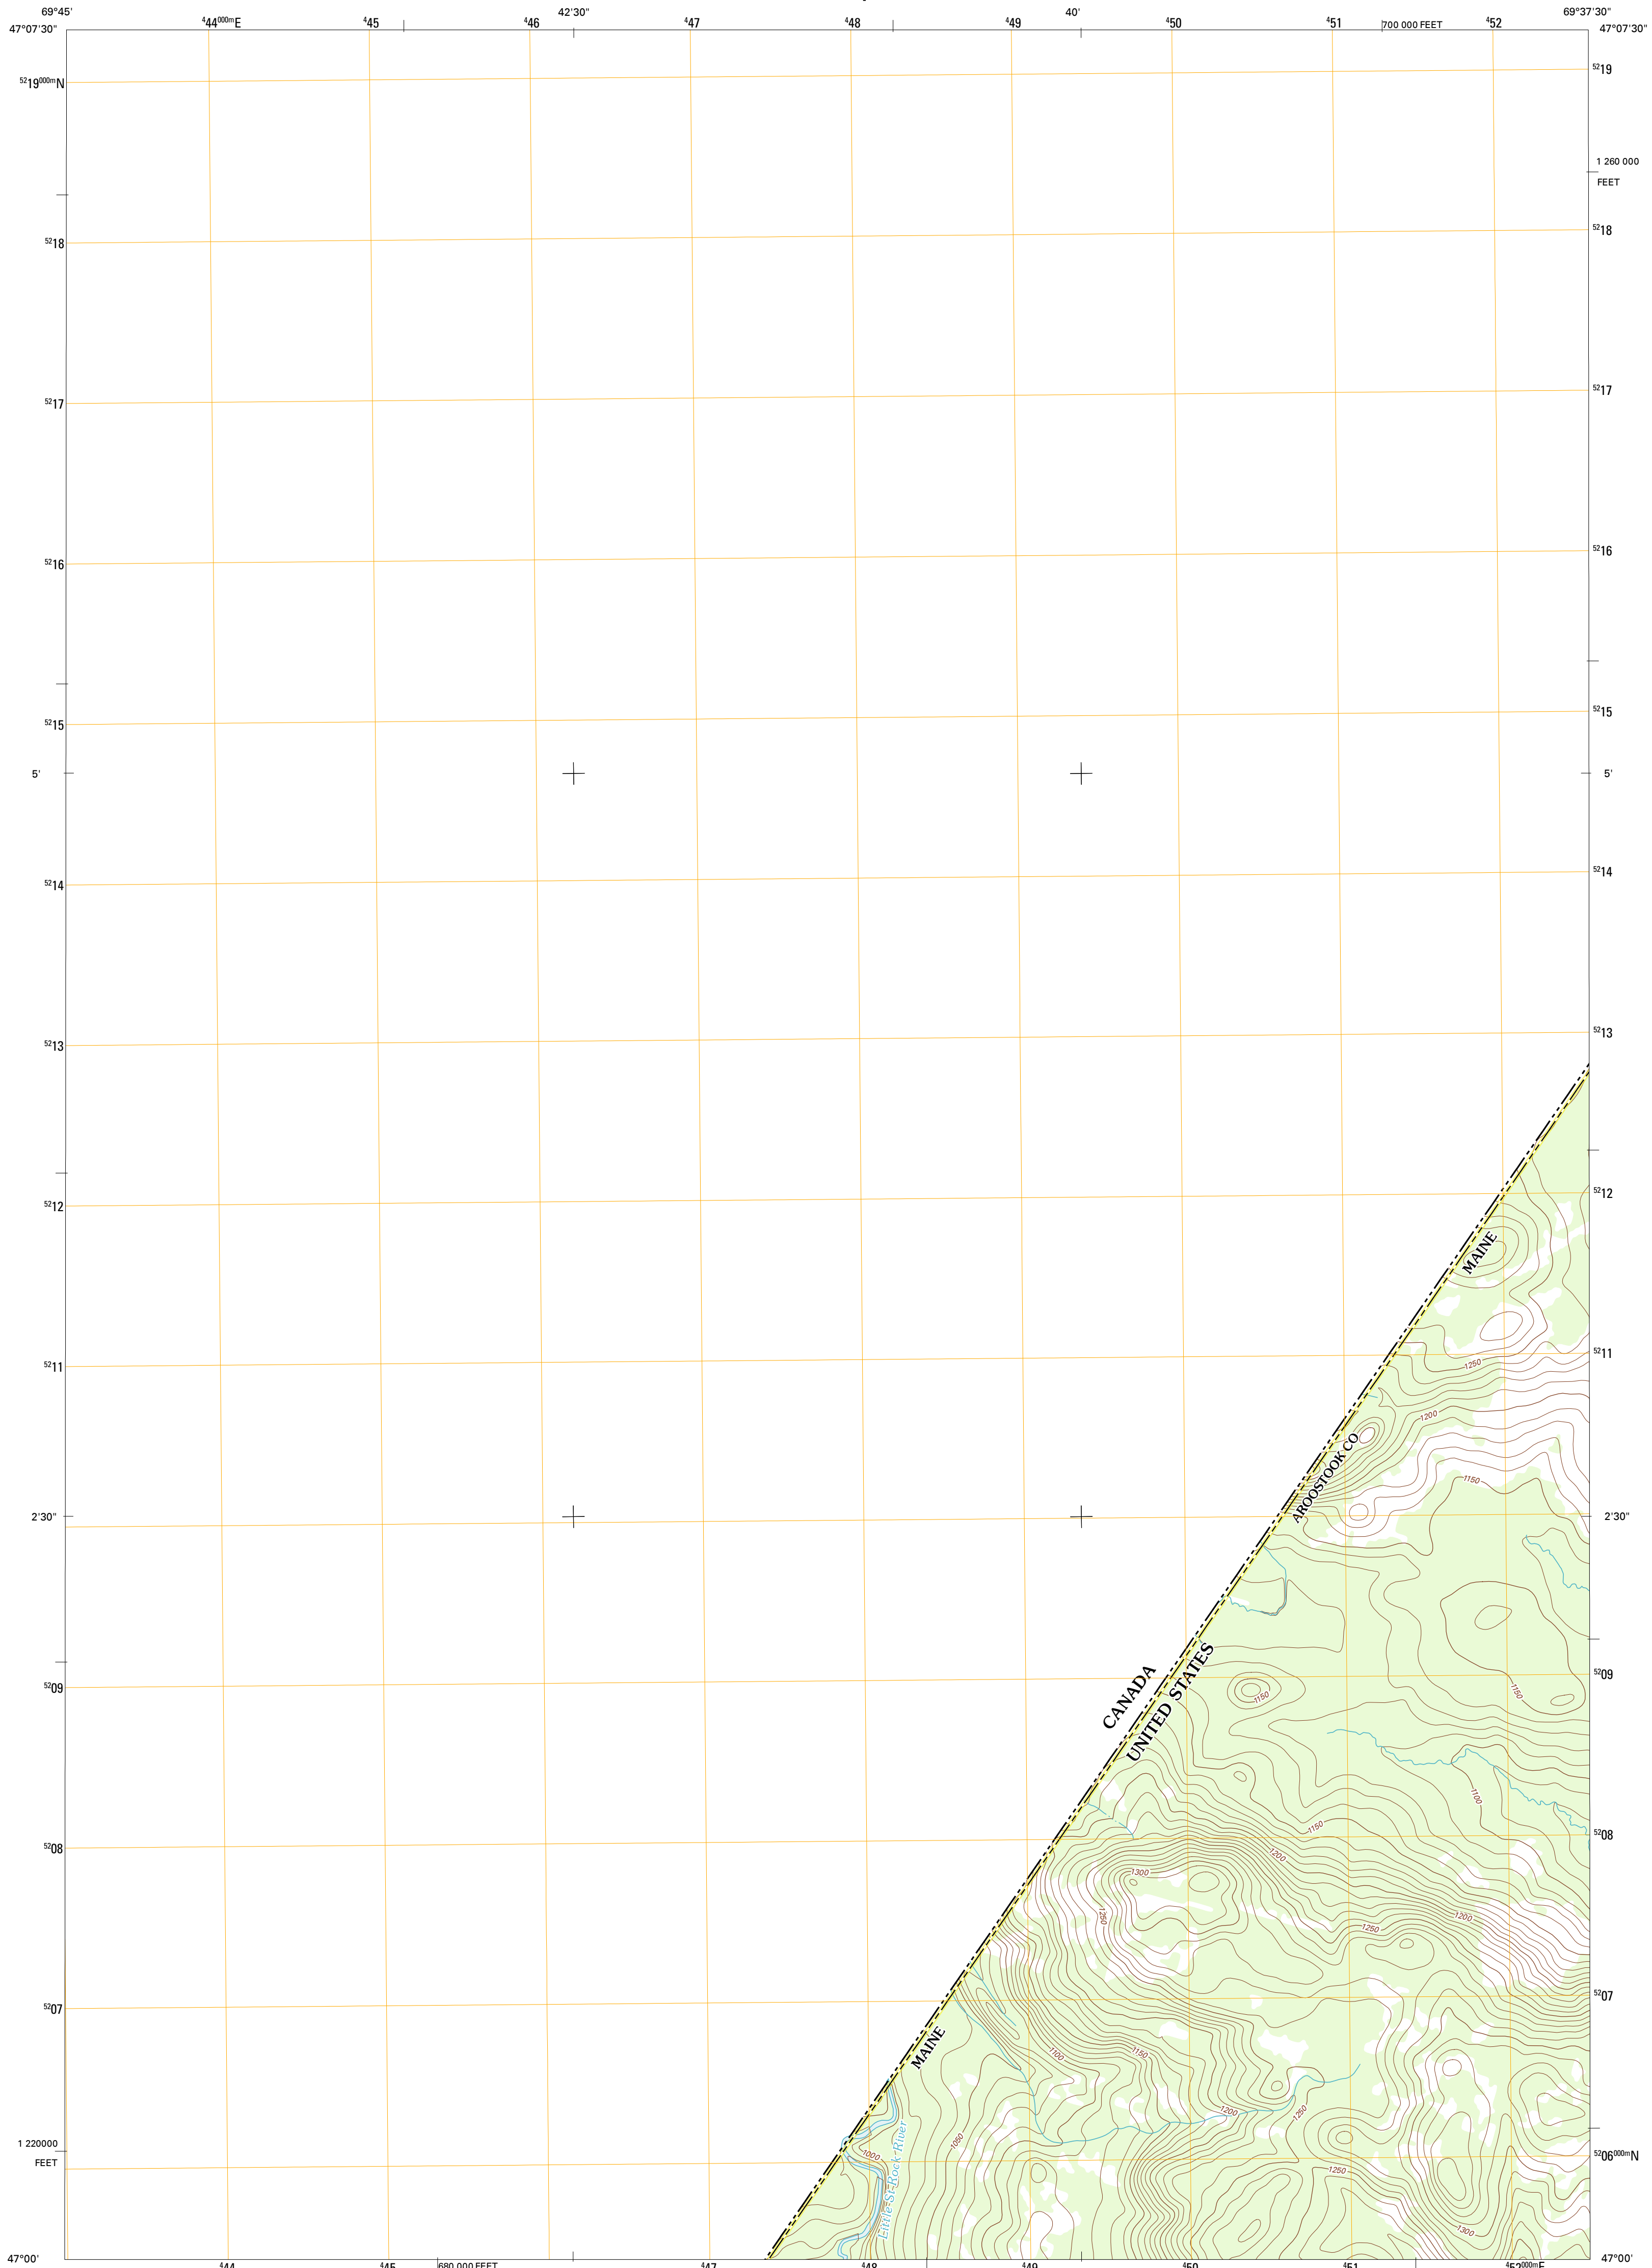 69°45' 42'30" 40' 69°37'30"
47°07'30" ⁴44⁰⁰⁰ᵐE ⁴45 ⁴46 ⁴47 ⁴48 ⁴49 ⁴50 ⁴51 700 000 FEET ⁴52 47°07'30"
⁵²19⁰⁰⁰ᵐN ⁵²19
1 260 000
FEET
⁵²18 ⁵²18
⁵²17 ⁵²17
⁵²16 ⁵²16
⁵²15 ⁵²15
5' 5'
⁵²14 ⁵²14
⁵²13 ⁵²13
⁵²12 ⁵²12
MAINE
⁵²11 ⁵²11
1250
1200
AROOSTOOK CO
1150
2'30" 2'30"
CANADA
UNITED STATES
⁵²09 ⁵²09
1150
1150
1100
1150
⁵²08 ⁵²08
1200
1300
1250
1200
1250
⁵²07 ⁵²07
MAINE
1100
1150
1200
1250
1050
1 220000
FEET
1000
⁵²06⁰⁰⁰ᵐN
1250
Little St-Rock River
1300
47°00' 47°00'
⁴44 ⁴45 680 000 FEET ⁴47 ⁴48 ⁴49 ⁴50 ⁴51 ⁴52⁰⁰⁰ᵐE